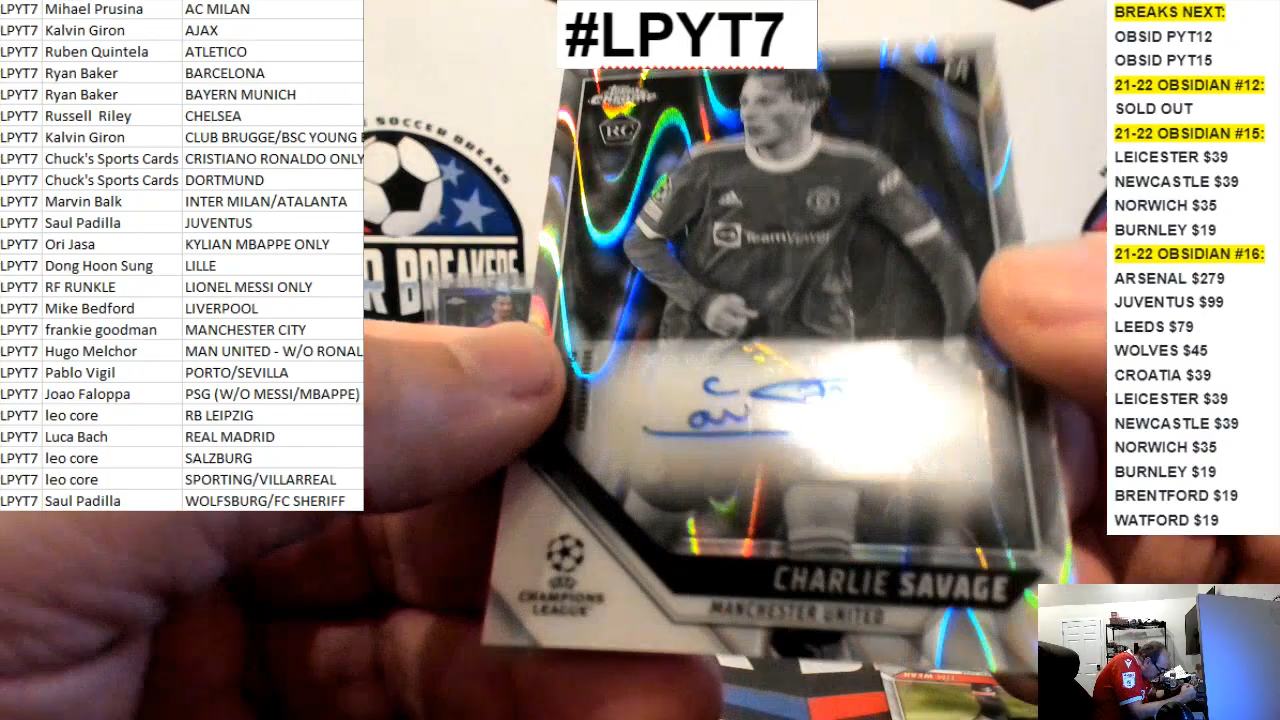 #LPYT7
LPYT7 Mihael Prusina AC MILAN
LPYT7 Kalvin Giron AJAX
LPYT7 Ruben Quintela ATLETICO
LPYT7 Ryan Baker BARCELONA
LPYT7 Ryan Baker BAYERN MUNICH
LPYT7 Russell Riley CHELSEA
LPYT7 Kalvin Giron CLUB BRUGGE/BSC YOUNG
LPYT7 Chuck's Sports Cards CRISTIANO RONALDO ONLY
LPYT7 Chuck's Sports Cards DORTMUND
LPYT7 Marvin Balk INTER MILAN/ATALANTA
LPYT7 Saul Padilla JUVENTUS
LPYT7 Ori Jasa KYLIAN MBAPPE ONLY
LPYT7 Dong Hoon Sung LILLE
LPYT7 RF RUNKLE LIONEL MESSI ONLY
LPYT7 Mike Bedford LIVERPOOL
LPYT7 frankie goodman MANCHESTER CITY
LPYT7 Hugo Melchor MAN UNITED - W/O RONAL
LPYT7 Pablo Vigil PORTO/SEVILLA
LPYT7 Joao Faloppa PSG (W/O MESSI/MBAPPE)
LPYT7 leo core RB LEIPZIG
LPYT7 Luca Bach REAL MADRID
LPYT7 leo core SALZBURG
LPYT7 leo core SPORTING/VILLARREAL
LPYT7 Saul Padilla WOLFSBURG/FC SHERIFF
SOCCER BREAKS
R BREAKERS
Topps Chrome
RC
TeamViewer
CHARLIE SAVAGE
MANCHESTER UNITED
UEFA
CHAMPIONS
LEAGUE
TIM WEAH
BREAKS NEXT:
OBSID PYT12
OBSID PYT15
21-22 OBSIDIAN #12:
SOLD OUT
21-22 OBSIDIAN #15:
LEICESTER $39
NEWCASTLE $39
NORWICH $35
BURNLEY $19
21-22 OBSIDIAN #16:
ARSENAL $279
JUVENTUS $99
LEEDS $79
WOLVES $45
CROATIA $39
LEICESTER $39
NEWCASTLE $39
NORWICH $35
BURNLEY $19
BRENTFORD $19
WATFORD $19